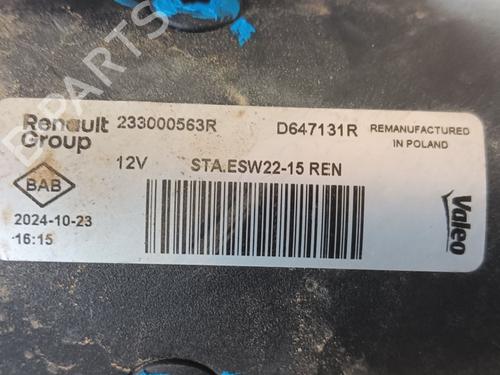 PARTS
Renault
Group
233000563R
D647131R
REMANUFACTURED
IN POLAND
12V
STA.ESW22-15 REN
BAB
2024-10-23
16:15
Valeo